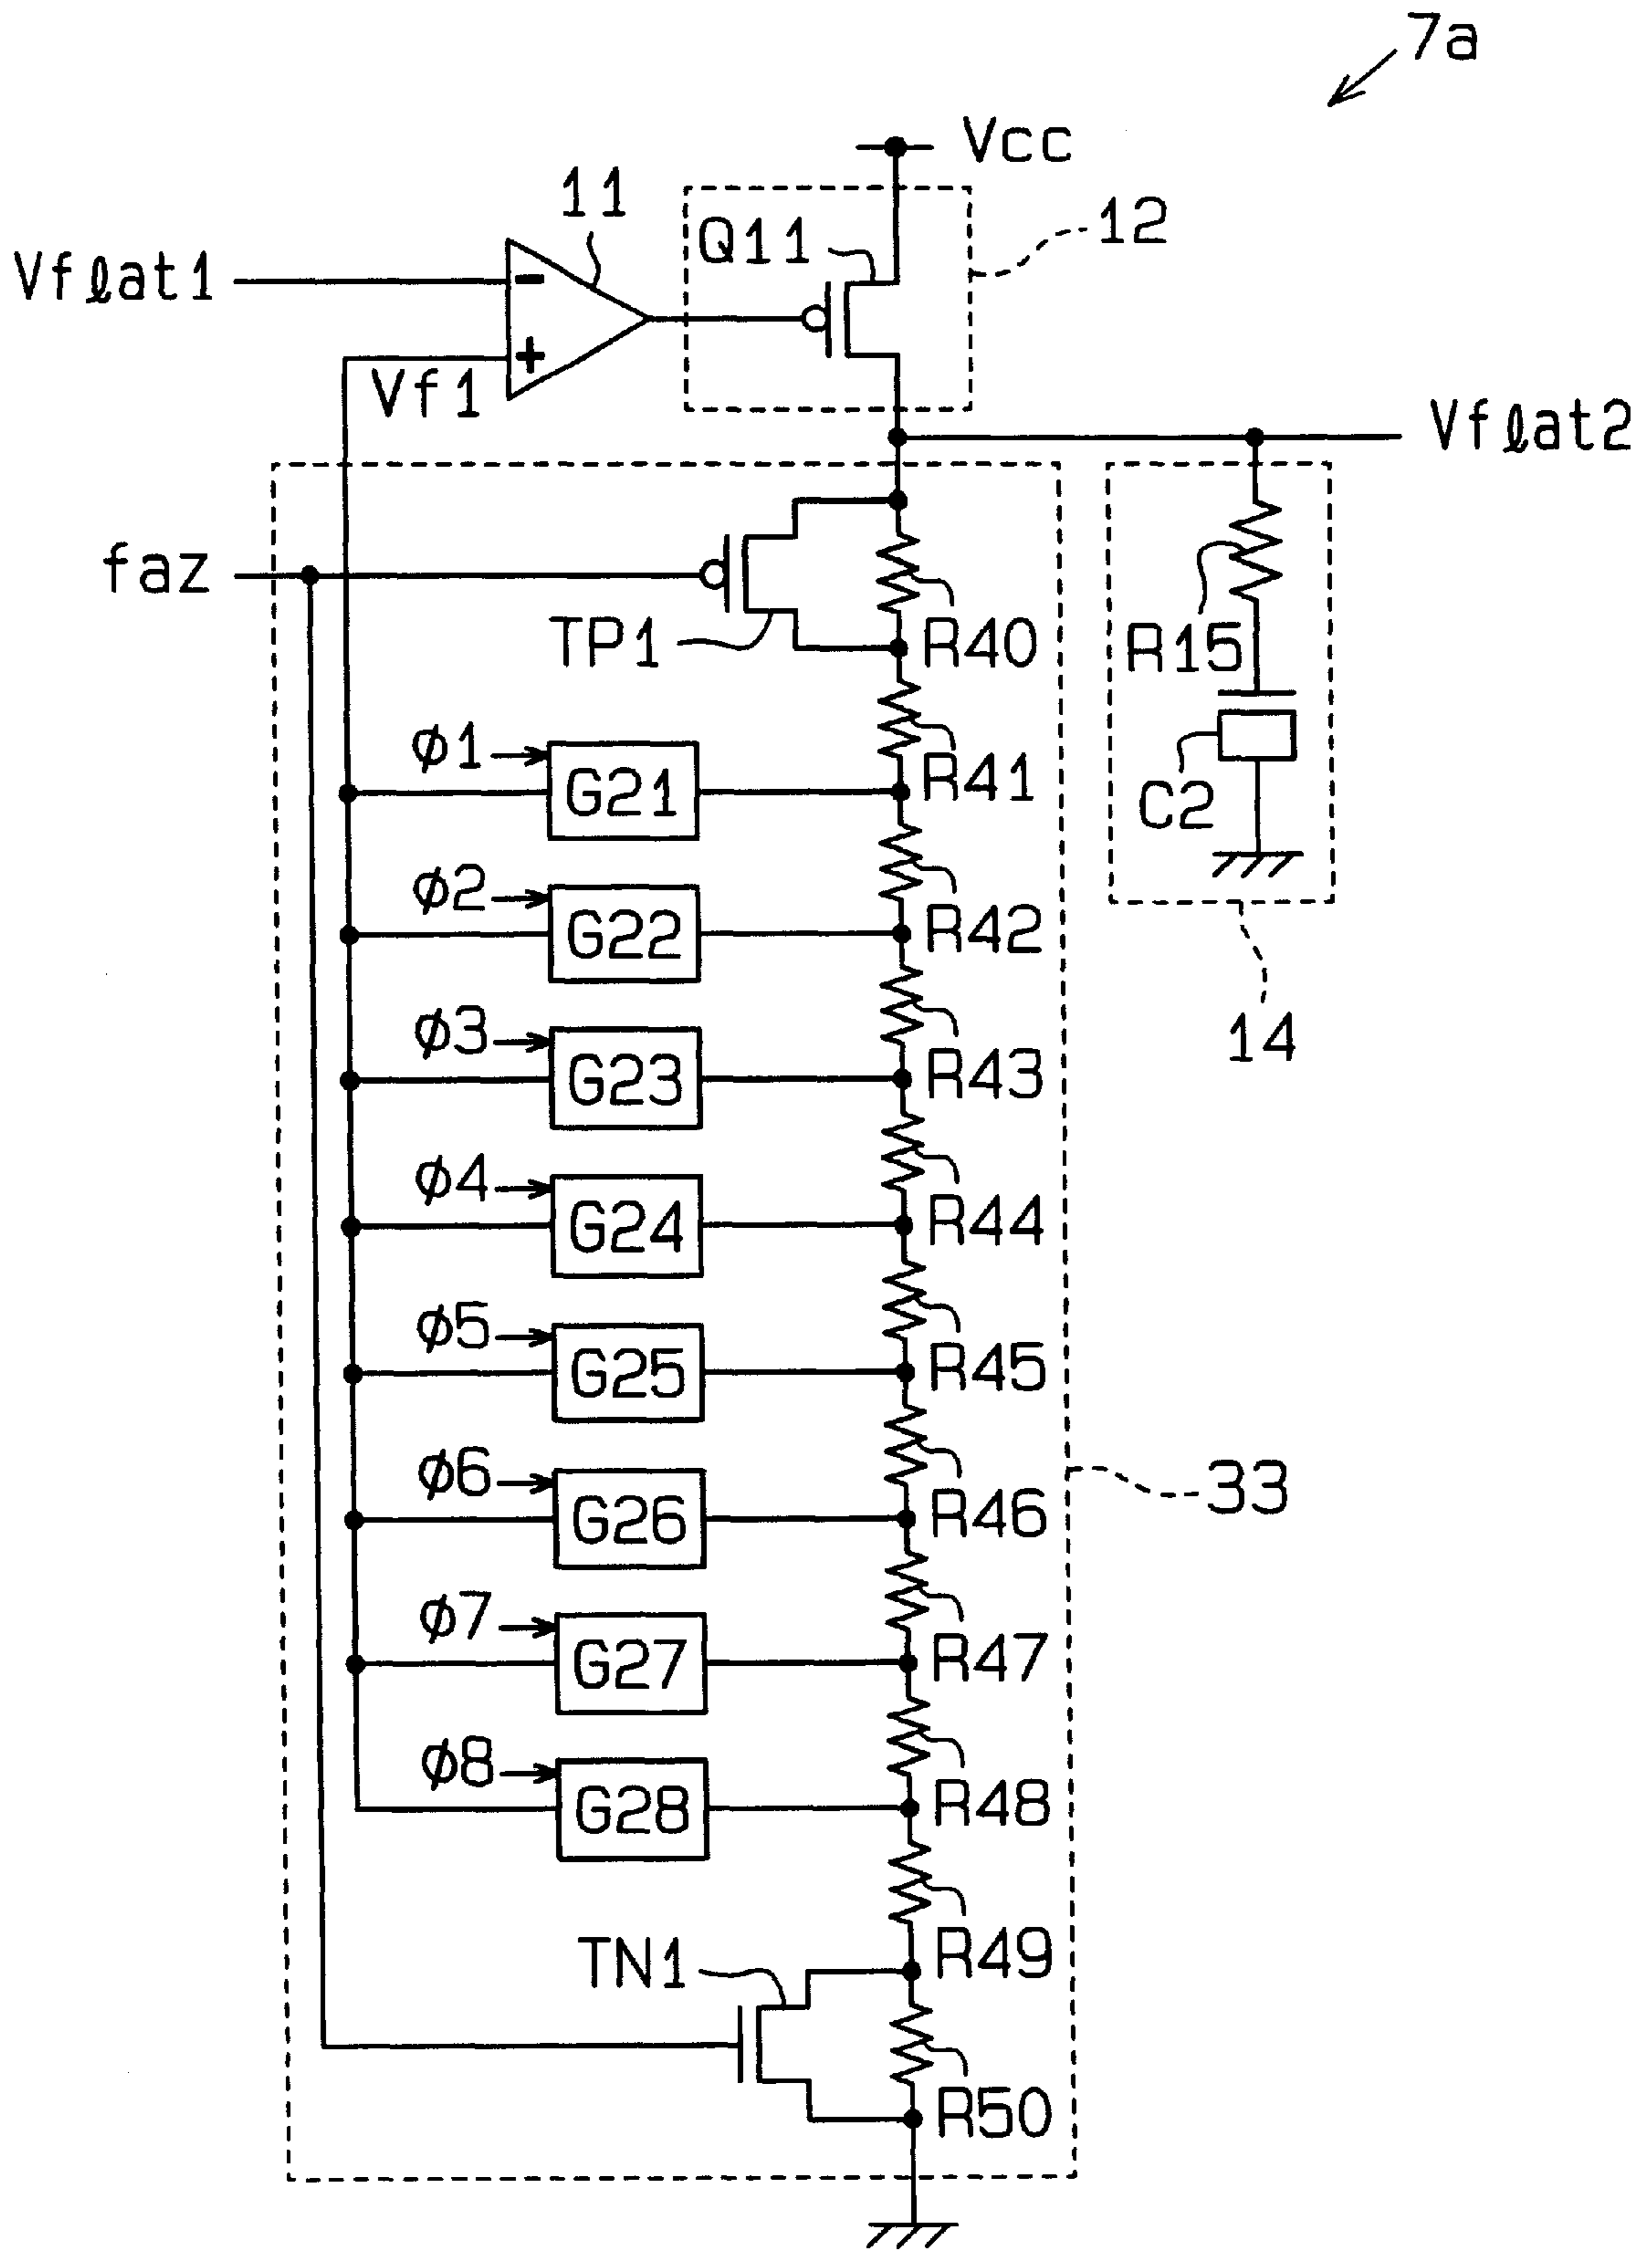 7a
Vcc
11
Q11
12
Vflat1
-
+
Vf1
Vflat2
faz
TP1
R40
R15
C2
14
R41
φ1
G21
R42
φ2
G22
R43
φ3
G23
R44
φ4
G24
R45
φ5
G25
R46
φ6
G26
33
R47
φ7
G27
R48
φ8
G28
R49
TN1
R50